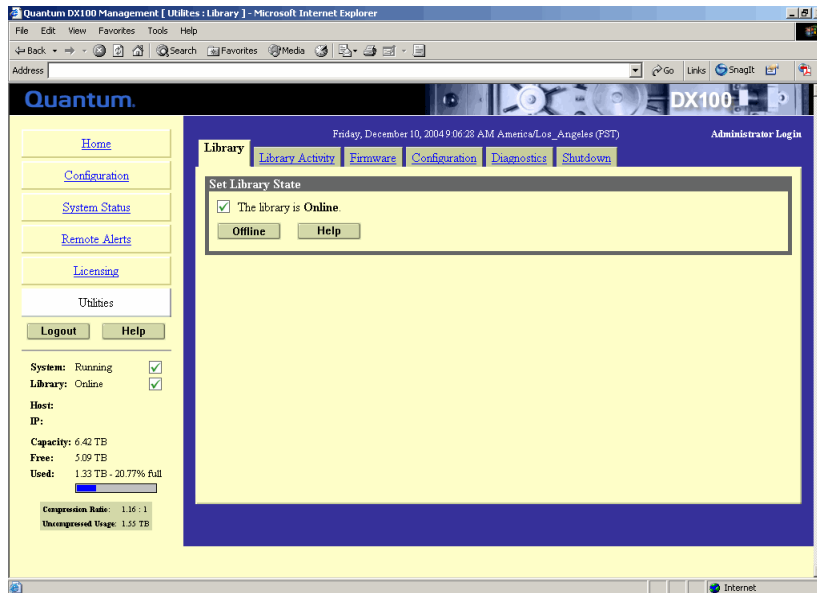 Quantum DX100 Management [ Utilites : Library ] - Microsoft Internet Explorer
File Edit View Favorites Tools Help
Back Search Favorites Media
Address Go Links SnagIt
Quantum. DX100
Friday, December 10, 2004 9:06:28 AM America/Los_Angeles (PST) Administrator Login
Library Library Activity Firmware Configuration Diagnostics Shutdown
Home
Configuration
System Status
Remote Alerts
Licensing
Utilities
Logout Help
System: Running
Library: Online
Host:
IP:
Capacity: 6.42 TB
Free: 5.09 TB
Used: 1.33 TB - 20.77% full
Compression Ratio: 1.16 : 1
Uncompressed Usage: 1.55 TB
Set Library State
The library is Online.
Offline Help
Internet